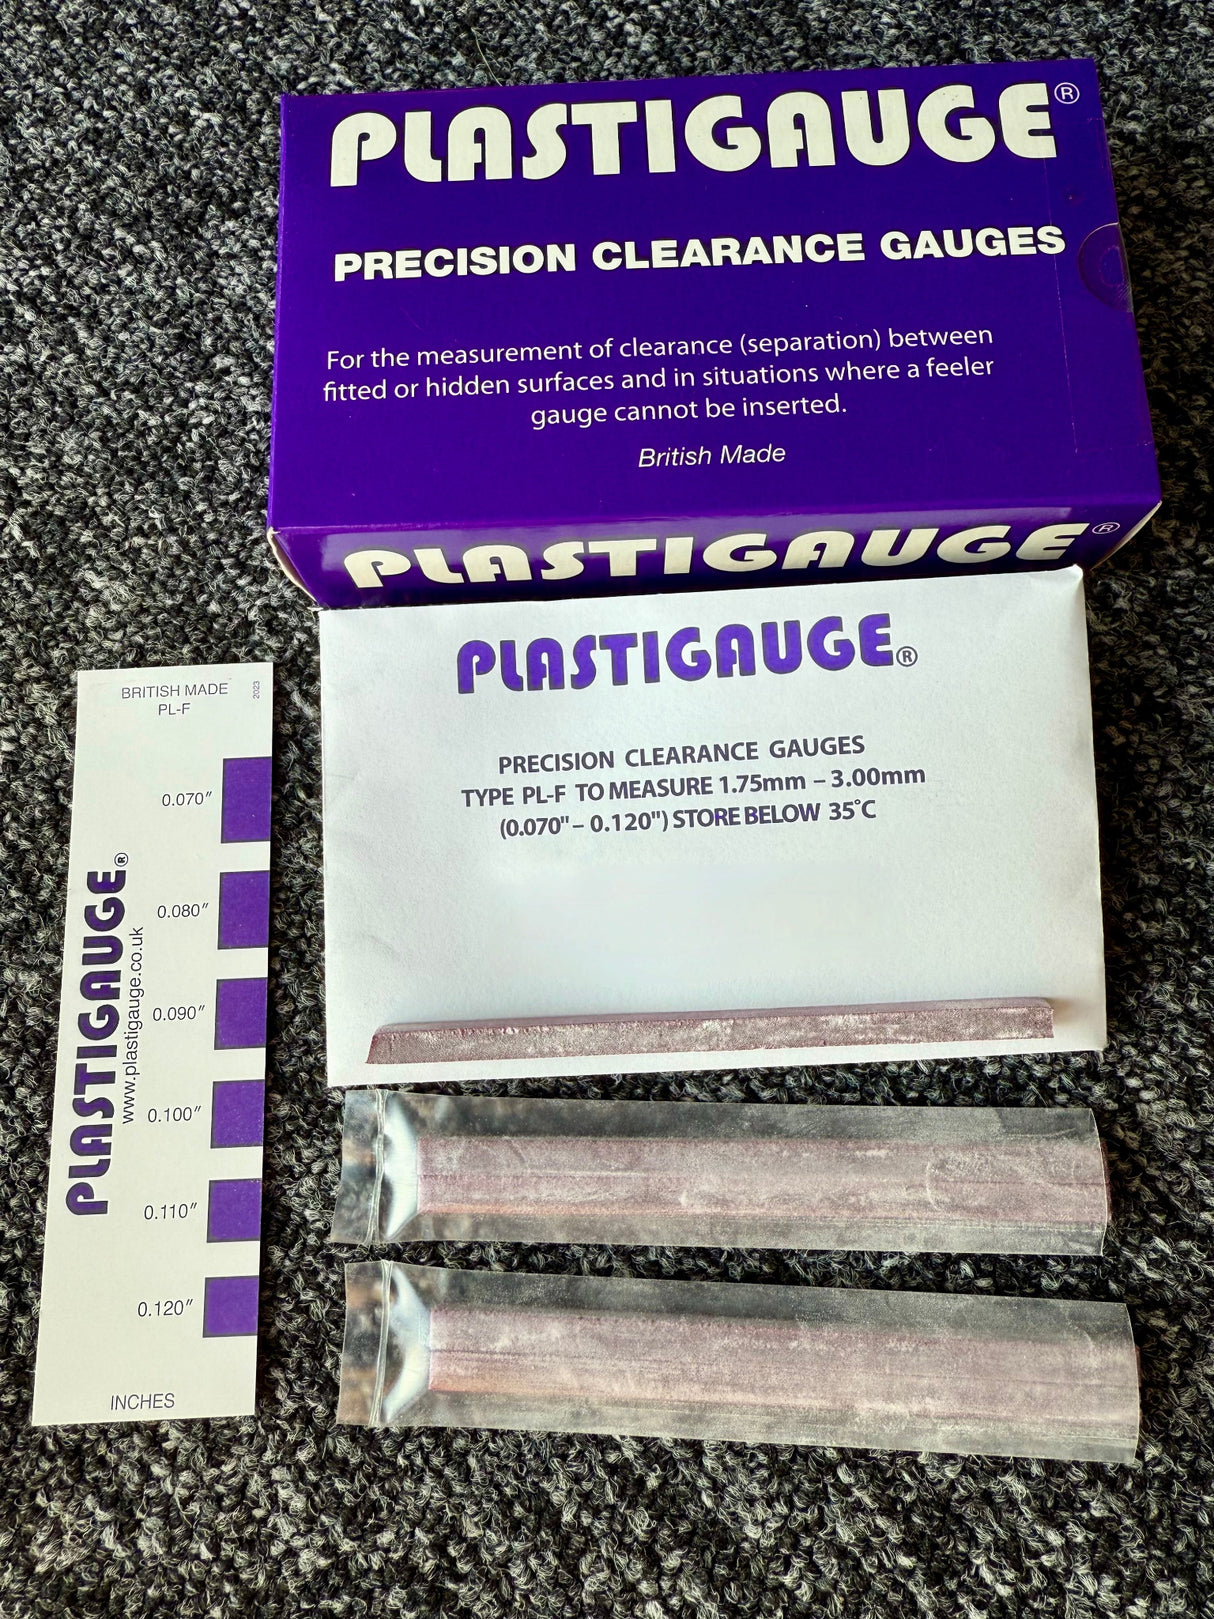 PLASTIGAUGE®
PRECISION CLEARANCE GAUGES
For the measurement of clearance (separation) between
fitted or hidden surfaces and in situations where a feeler
gauge cannot be inserted.
British Made
PLASTIGAUGE®
PLASTIGAUGE®
PRECISION CLEARANCE GAUGES
TYPE PL-F TO MEASURE 1.75mm – 3.00mm
(0.070" – 0.120") STORE BELOW 35°C
BRITISH MADE
PL-F
2023
0.070"
0.080"
0.090"
0.100"
0.110"
0.120"
PLASTIGAUGE®
www.plastigauge.co.uk
INCHES